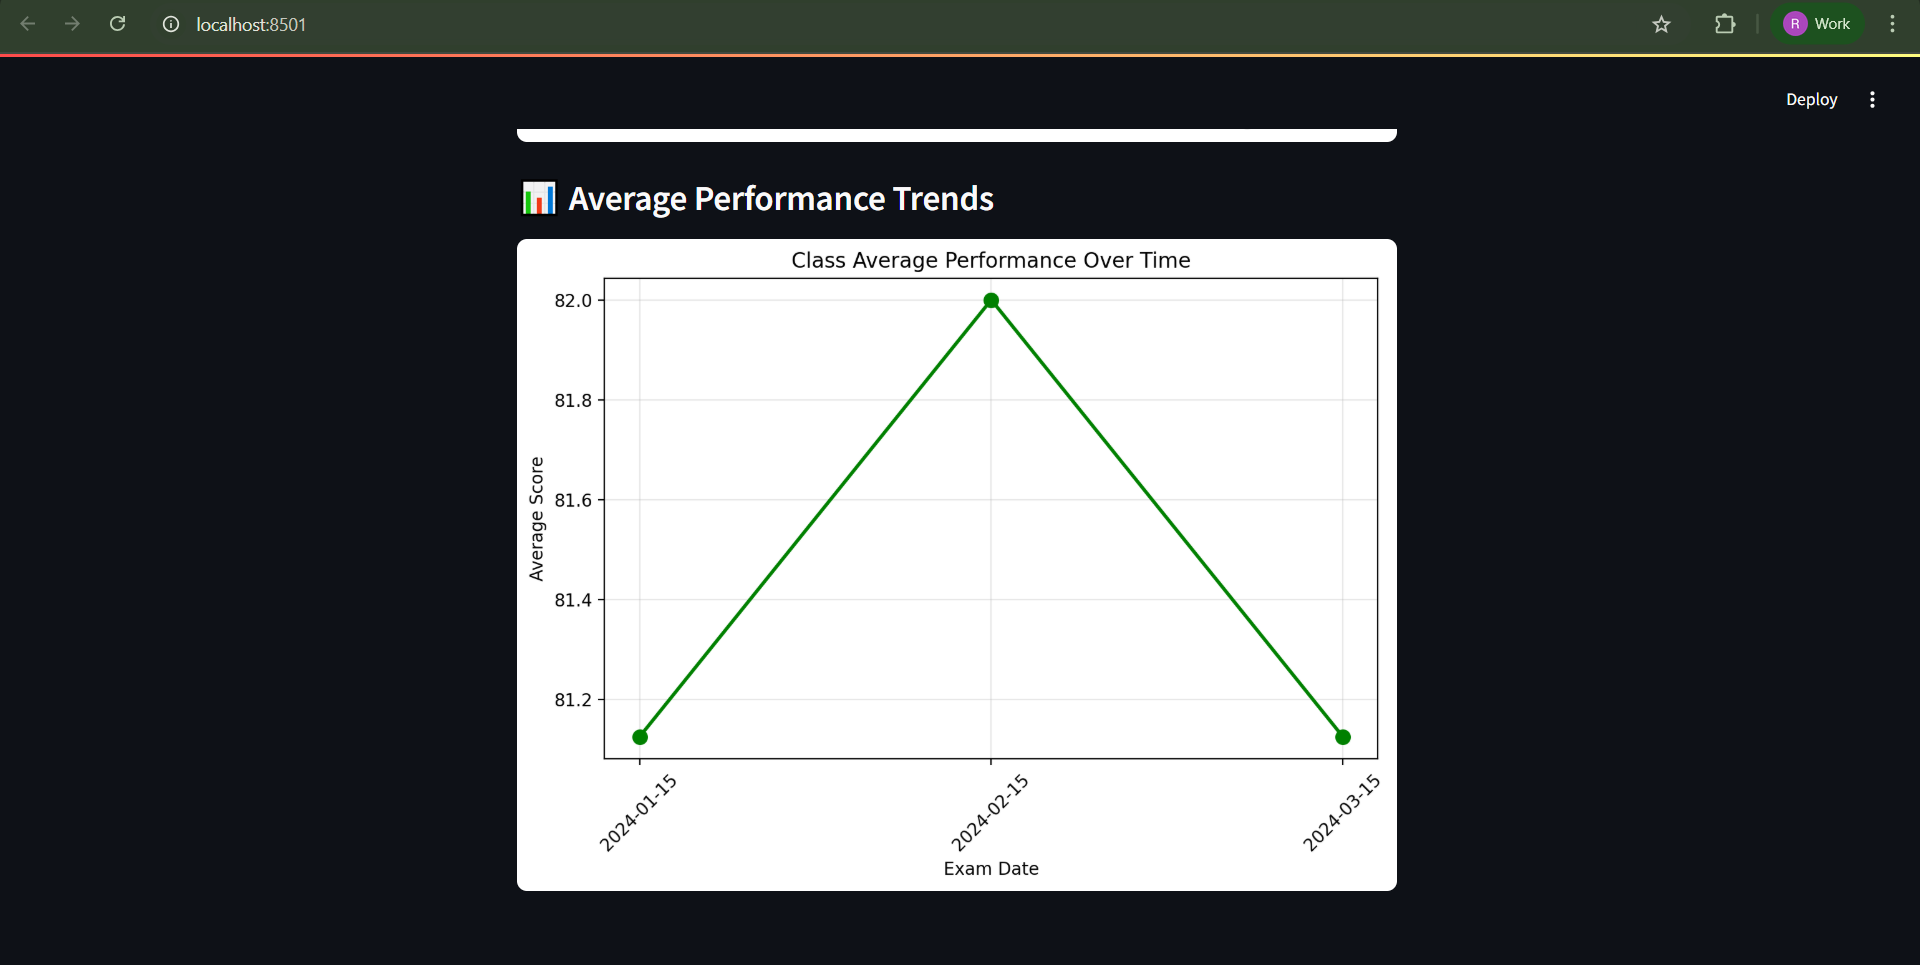 localhost:8501
R Work
Deploy
Average Performance Trends
Class Average Performance Over Time
82.0
81.8
81.6
81.4
81.2
Average Score
2024-01-15
2024-02-15
2024-03-15
Exam Date